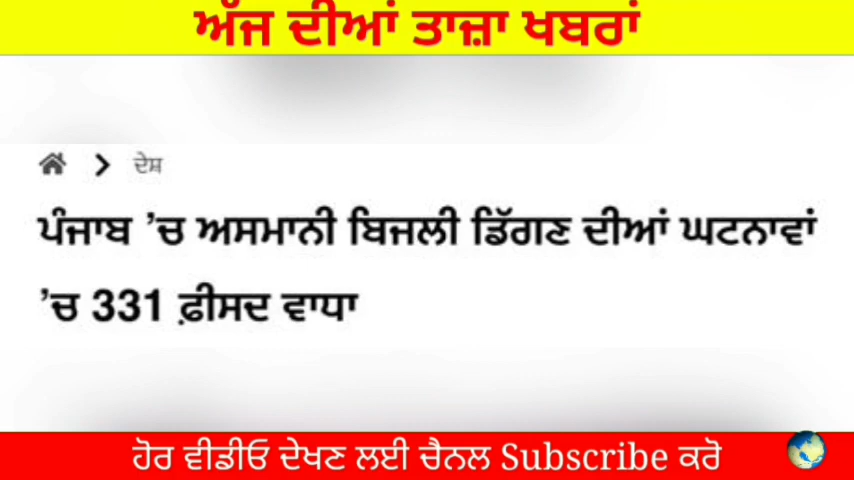 ਅੱਜ ਦੀਆਂ ਤਾਜ਼ਾ ਖਬਰਾਂ
ਦੇਸ਼
ਪੰਜਾਬ ’ਚ ਅਸਮਾਨੀ ਬਿਜਲੀ ਡਿੱਗਣ ਦੀਆਂ ਘਟਨਾਵਾਂ
’ਚ 331 ਫ਼ੀਸਦ ਵਾਧਾ
ਹੋਰ ਵੀਡੀਓ ਦੇਖਣ ਲਈ ਚੈਨਲ Subscribe ਕਰੋ